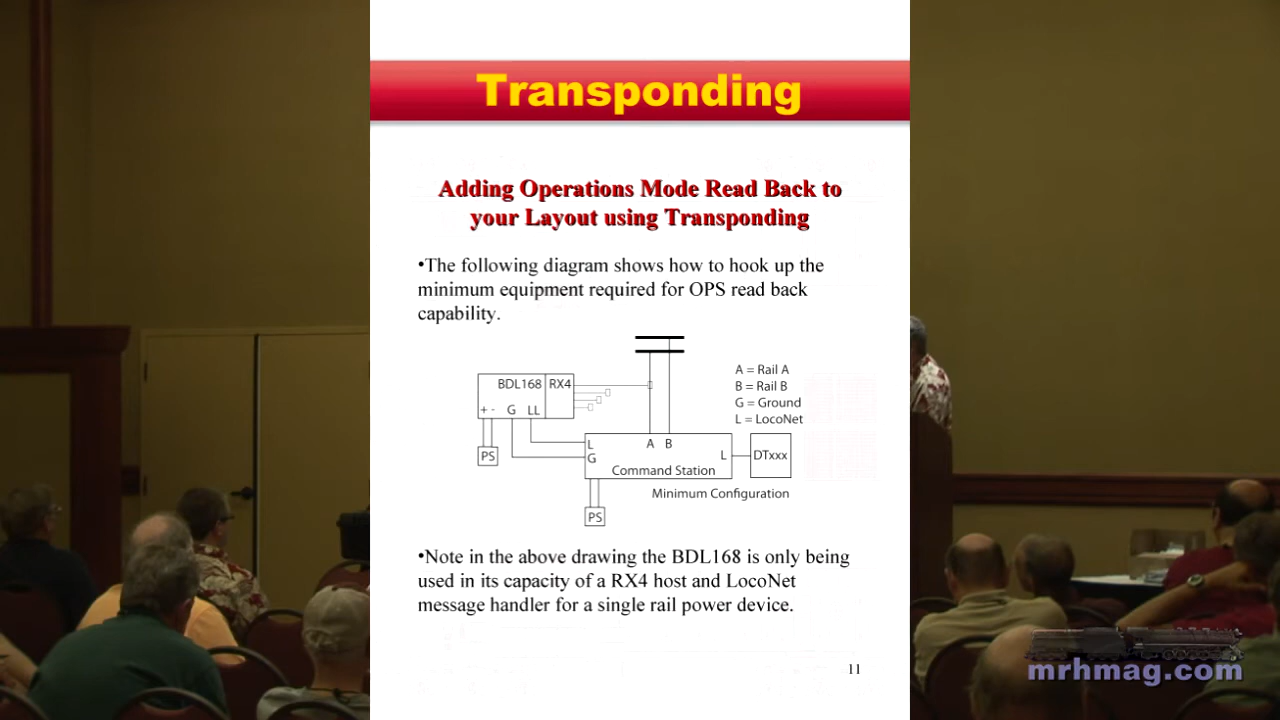 Transponding
Adding Operations Mode Read Back to
your Layout using Transponding
•The following diagram shows how to hook up the
minimum equipment required for OPS read back
capability.
BDL168 RX4
+ - G LL
PS
A = Rail A
B = Rail B
G = Ground
L = LocoNet
L A B
G
L
DTxxx
Command Station
Minimum Configuration
PS
•Note in the above drawing the BDL168 is only being
used in its capacity of a RX4 host and LocoNet
message handler for a single rail power device.
11
mrhmag.com